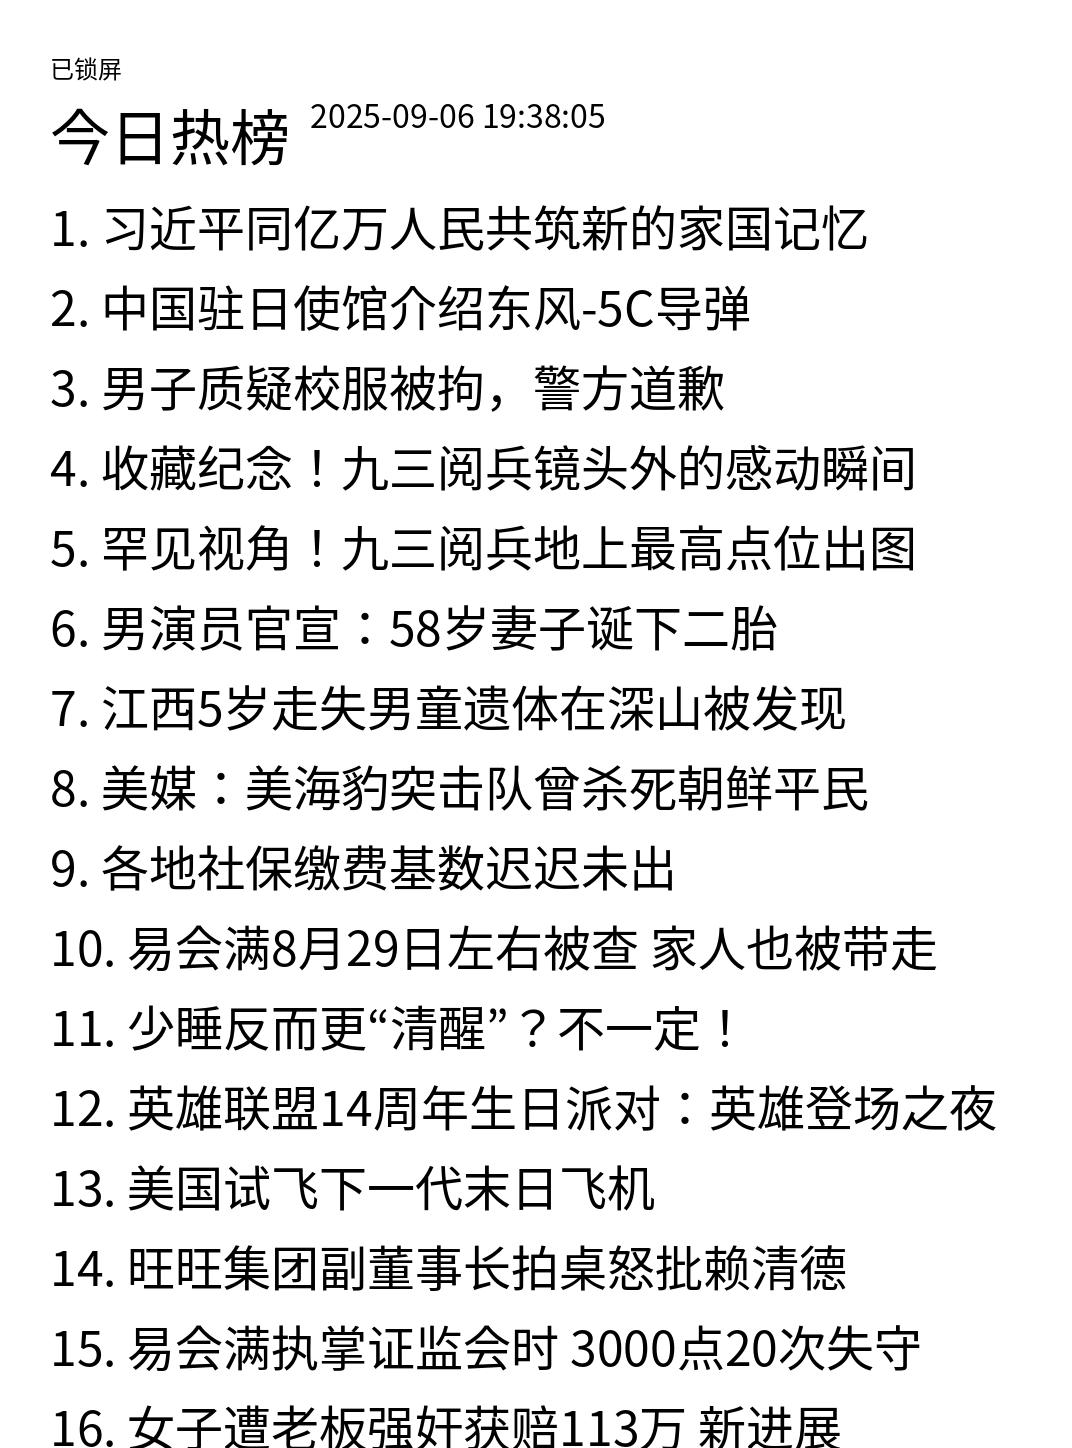 已锁屏
今日热榜 2025-09-06 19:38:05
1. 习近平同亿万人民共筑新的家国记忆
2. 中国驻日使馆介绍东风-5C导弹
3. 男子质疑校服被拘，警方道歉
4. 收藏纪念！九三阅兵镜头外的感动瞬间
5. 罕见视角！九三阅兵地上最高点位出图
6. 男演员官宣：58岁妻子诞下二胎
7. 江西5岁走失男童遗体在深山被发现
8. 美媒：美海豹突击队曾杀死朝鲜平民
9. 各地社保缴费基数迟迟未出
10. 易会满8月29日左右被查 家人也被带走
11. 少睡反而更“清醒”？不一定！
12. 英雄联盟14周年生日派对：英雄登场之夜
13. 美国试飞下一代末日飞机
14. 旺旺集团副董事长拍桌怒批赖清德
15. 易会满执掌证监会时 3000点20次失守
16. 女子遭老板强奸获赔113万 新进展